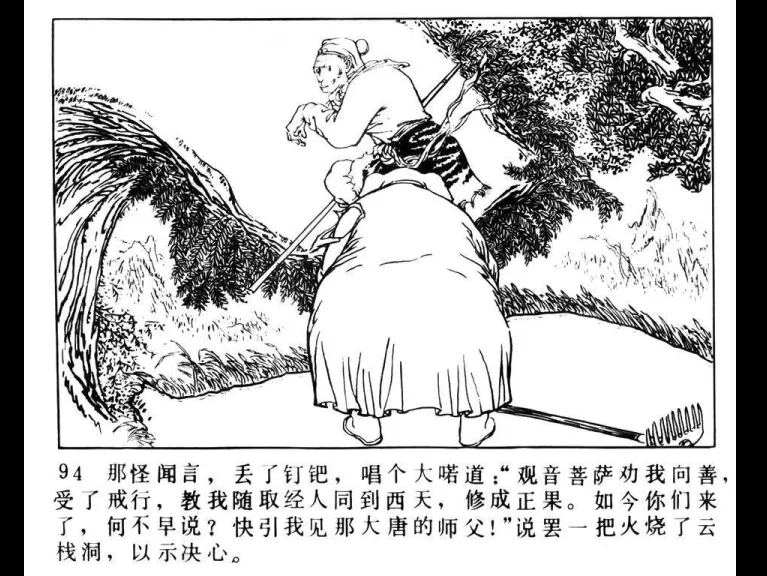 94 那怪闻言，丢了钉钯，唱个大喏道：“观音菩萨劝我向善，
受了戒行，教我随取经人同到西天，修成正果。如今你们来
了，何不早说？快引我见那大唐的师父！”说罢一把火烧了云
栈洞，以示决心。